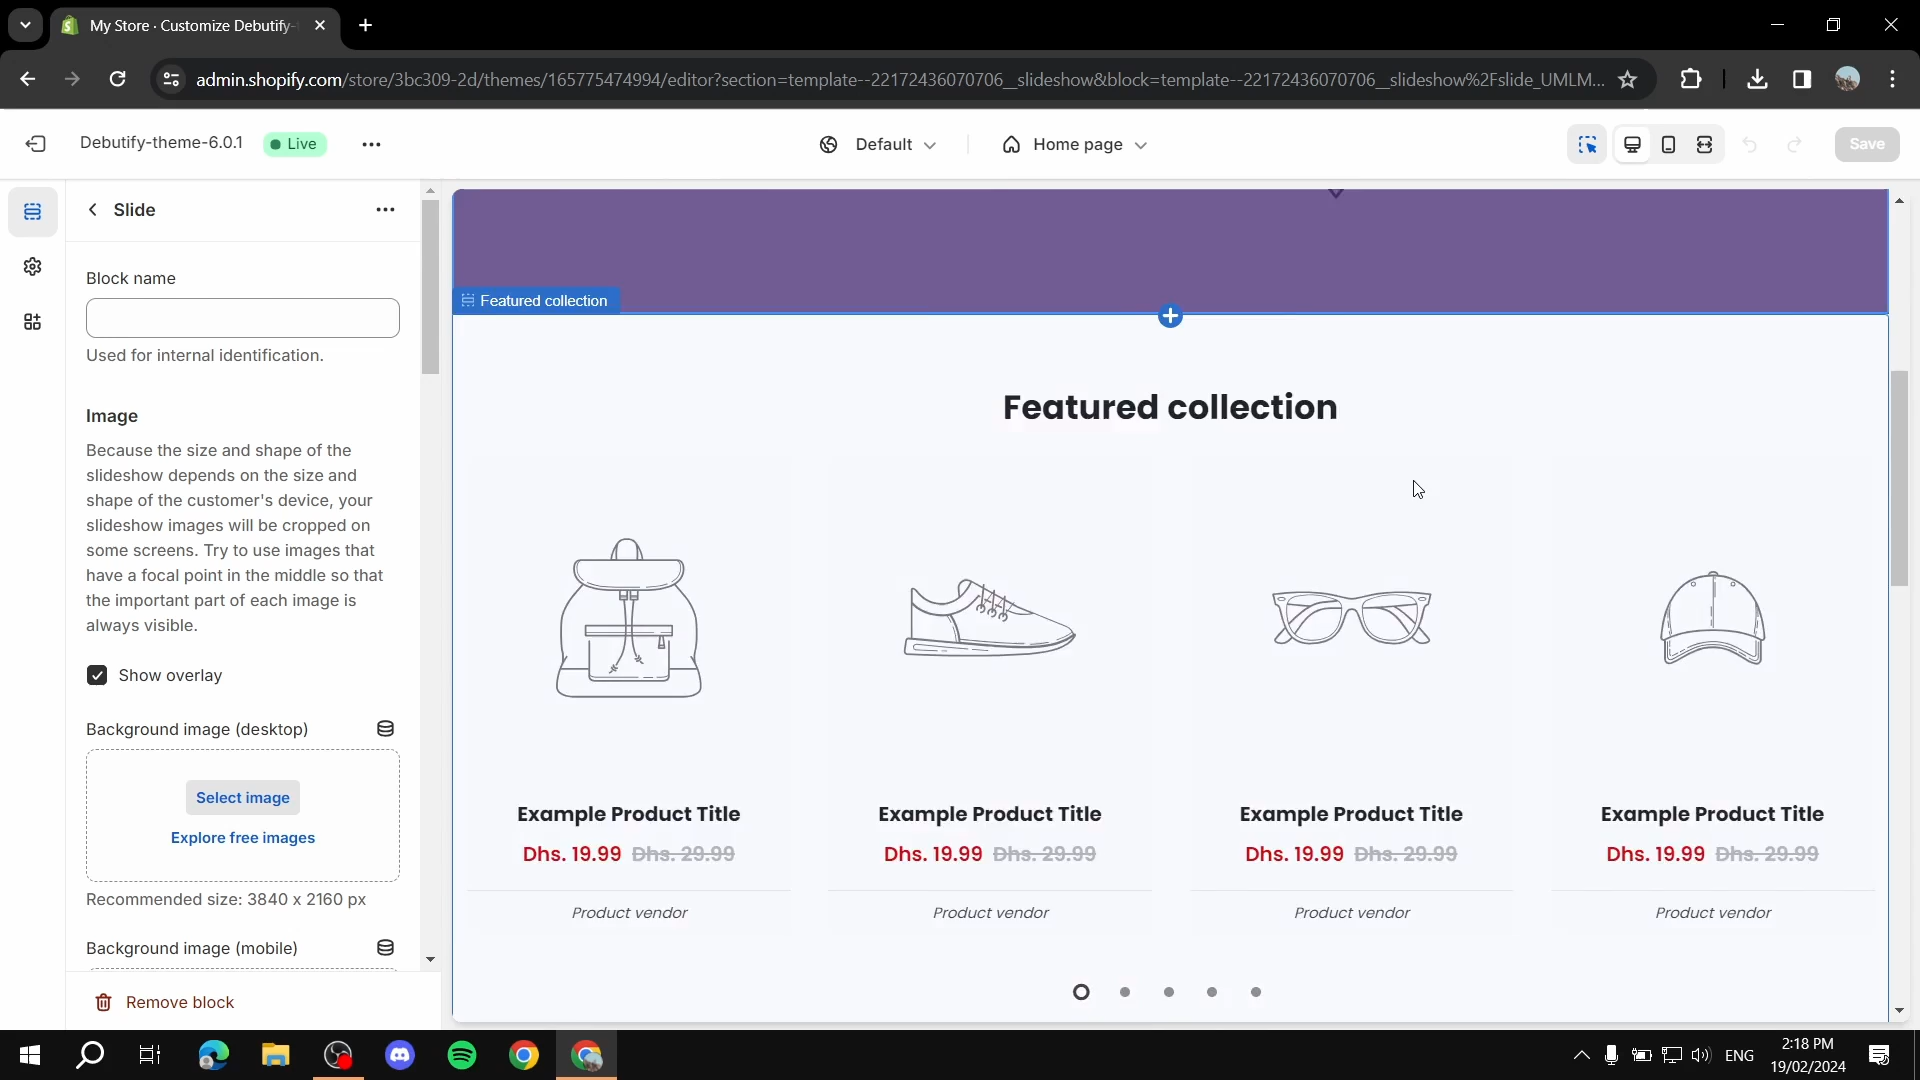 My Store · Customize Debutify-
admin.shopify.com/store/3bc309-2d/themes/165775474994/editor?section=template--22172436070706__slideshow&block=template--22172436070706__slideshow%2Fslide_UMLM...
Debutify-theme-6.0.1
Live
Default
Home page
Save
Slide
Block name
Used for internal identification.
Image
Because the size and shape of the
slideshow depends on the size and
shape of the customer's device, your
slideshow images will be cropped on
some screens. Try to use images that
have a focal point in the middle so that
the important part of each image is
always visible.
Show overlay
Background image (desktop)
Select image
Explore free images
Recommended size: 3840 x 2160 px
Background image (mobile)
Remove block
Featured collection
Featured collection
Example Product Title
Dhs. 19.99 Dhs. 29.99
Product vendor
Example Product Title
Dhs. 19.99 Dhs. 29.99
Product vendor
Example Product Title
Dhs. 19.99 Dhs. 29.99
Product vendor
Example Product Title
Dhs. 19.99 Dhs. 29.99
Product vendor
ENG
2:18 PM
19/02/2024